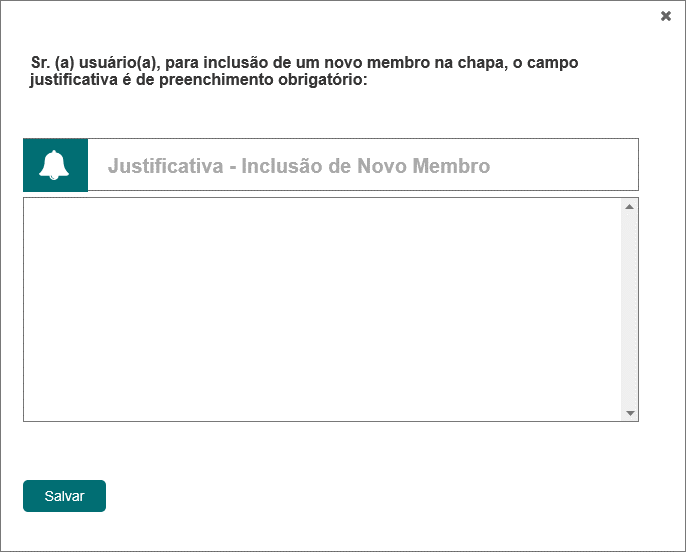 Sr. (a) usuário(a), para inclusão de um novo membro na chapa, o campo
justificativa é de preenchimento obrigatório:
Justificativa - Inclusão de Novo Membro
Salvar